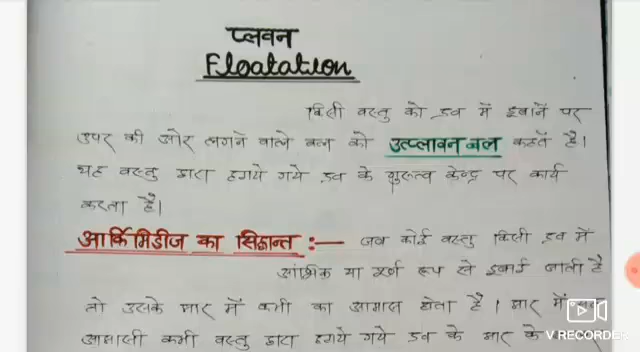 प्लवन
Floatation
किसी वस्तु को द्रव में डुबाने पर
उपर की ओर लगने वाले बल को उत्प्लावन बल कहते है।
यह वस्तु द्वारा हटाये गये द्रव के गुरुत्व केन्द्र पर कार्य
करता है।
आर्किमिडीज का सिद्धान्त :— जब कोई वस्तु किसी द्रव में
आंशिक या पूर्ण रूप से डुबाई जाती है
तो उसके भार में कमी का आभास होता है। भार में
आभासी कमी वस्तु द्वारा हटाये गये द्रव के भार के
V RECORDER